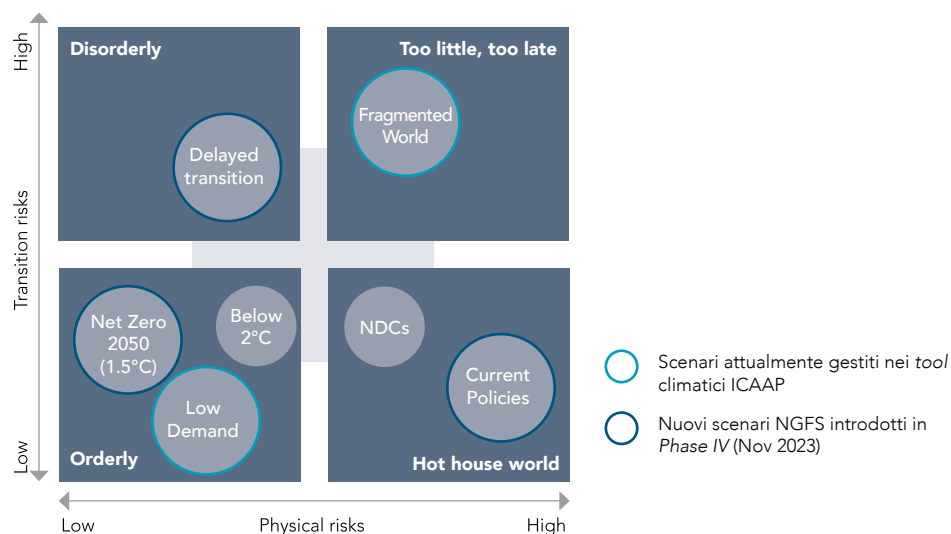 High
Transition risks
Low
Disorderly
Delayed
transition
Too little, too late
Fragmented
World
Net Zero
2050
(1.5°C)
Below
2°C
Low
Demand
Orderly
NDCs
Current
Policies
Hot house world
Low
Physical risks
High
Scenari attualmente gestiti nei tool
climatici ICAAP
Nuovi scenari NGFS introdotti in
Phase IV (Nov 2023)